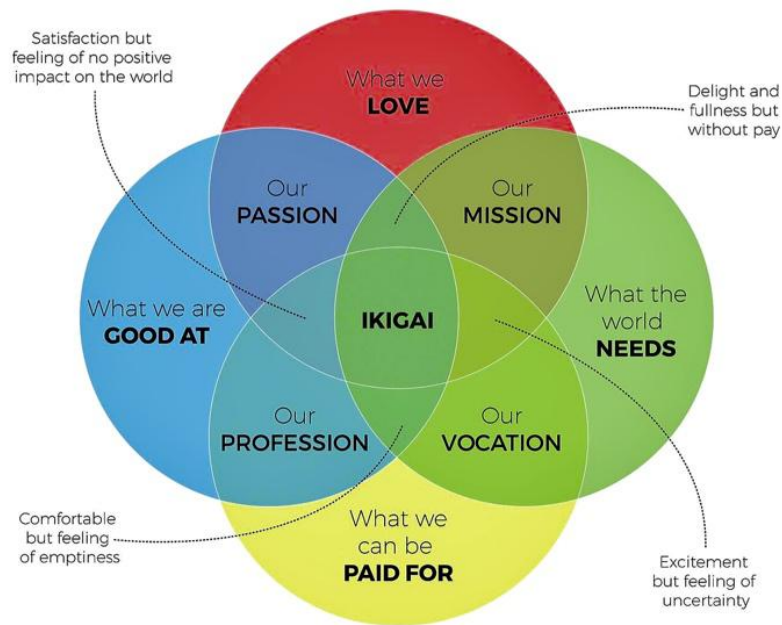 Satisfaction but
feeling of no positive
impact on the world
What we
LOVE
Delight and
fullness but
without pay
Our
PASSION
Our
MISSION
What we are
GOOD AT
IKIGAI
What the
world
NEEDS
Our
PROFESSION
Our
VOCATION
Comfortable
but feeling
of emptiness
What we
can be
PAID FOR
Excitement
but feeling of
uncertainty